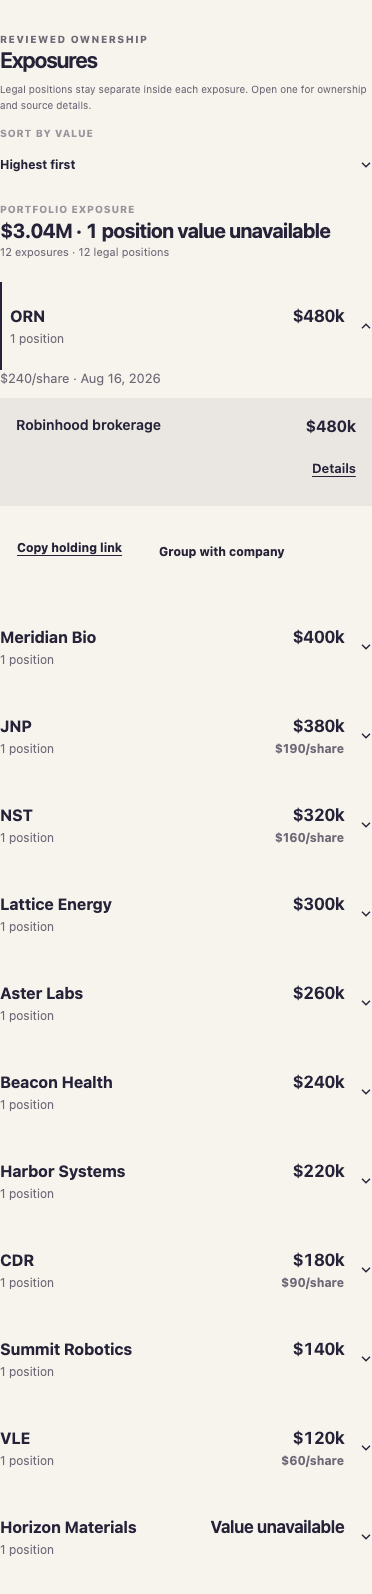 REVIEWED OWNERSHIP
Exposures
Legal positions stay separate inside each exposure. Open one for ownership
and source details.
SORT BY VALUE
Highest first
PORTFOLIO EXPOSURE
$3.04M · 1 position value unavailable
12 exposures · 12 legal positions
ORN $480k
1 position
$240/share · Aug 16, 2026
Robinhood brokerage $480k
Details
Copy holding link Group with company
Meridian Bio $400k
1 position
JNP $380k
1 position $190/share
NST $320k
1 position $160/share
Lattice Energy $300k
1 position
Aster Labs $260k
1 position
Beacon Health $240k
1 position
Harbor Systems $220k
1 position
CDR $180k
1 position $90/share
Summit Robotics $140k
1 position
VLE $120k
1 position $60/share
Horizon Materials Value unavailable
1 position